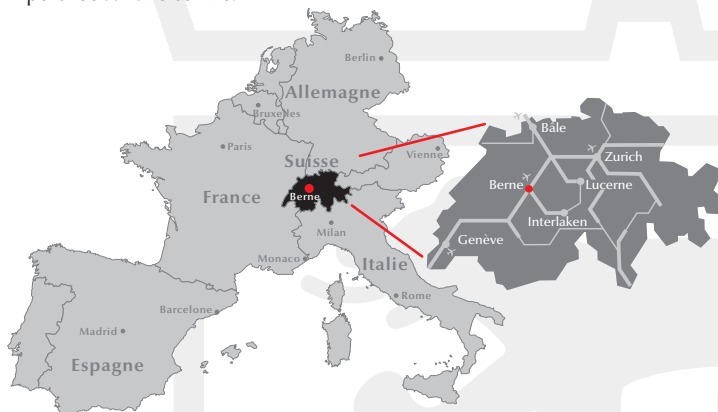 Berlin
Allemagne
Bruxelles
Paris
Vienne
Suisse
France
Berne
Milan
Monaco
Italie
Barcelone
Rome
Madrid
Espagne
Bâle
Zurich
Berne
Lucerne
Interlaken
Genève